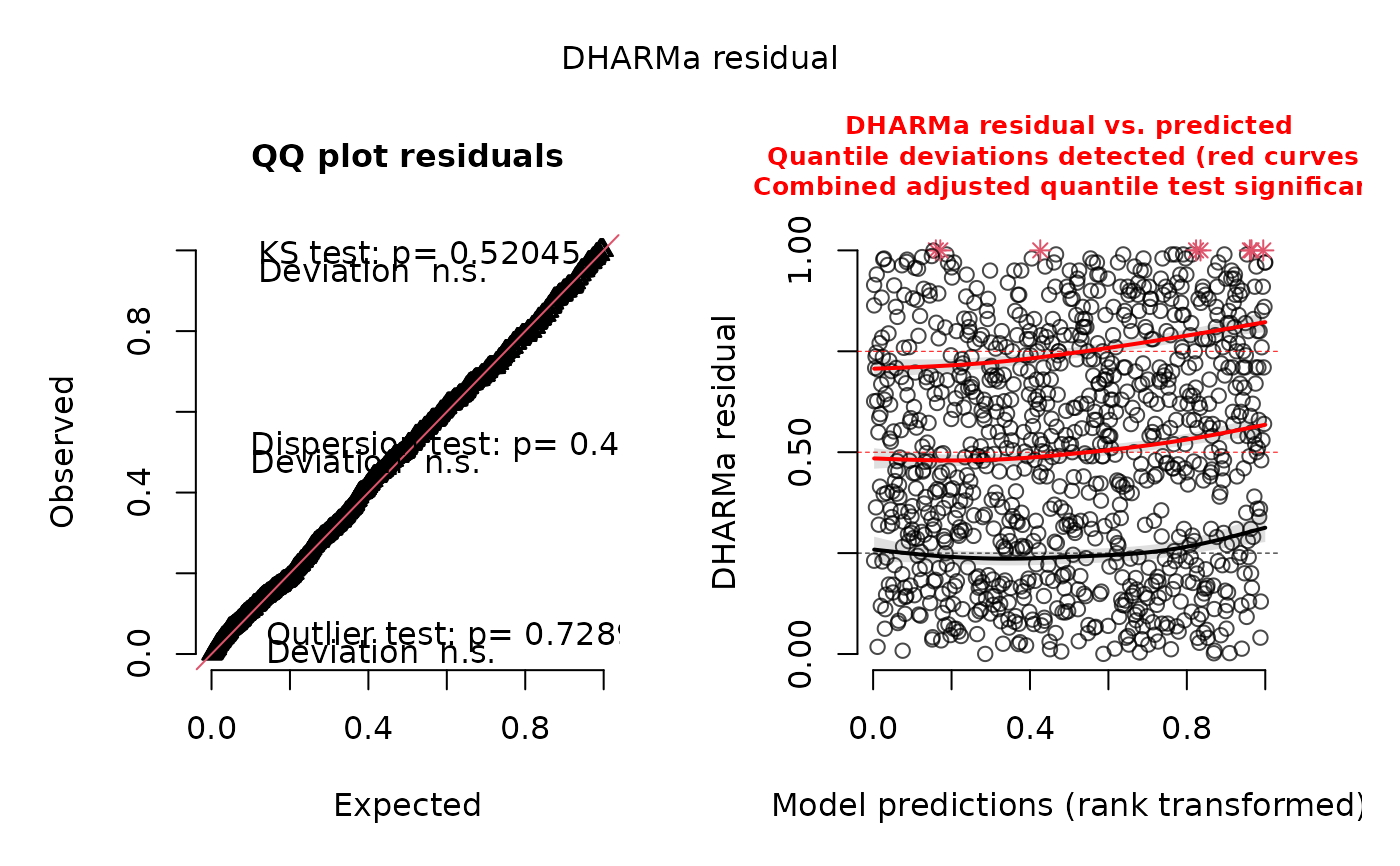 DHARMa residual
QQ plot residuals
KS test: p= 0.52045
Deviation n.s.
Dispersion test: p= 0.4
Deviation n.s.
Outlier test: p= 0.728
Deviation n.s.
Observed
0.0
0.4
0.8
0.0
0.4
0.8
Expected
DHARMa residual vs. predicted
Quantile deviations detected (red curves
Combined adjusted quantile test significan
DHARMa residual
0.00
0.50
1.00
0.0
0.4
0.8
Model predictions (rank transformed)